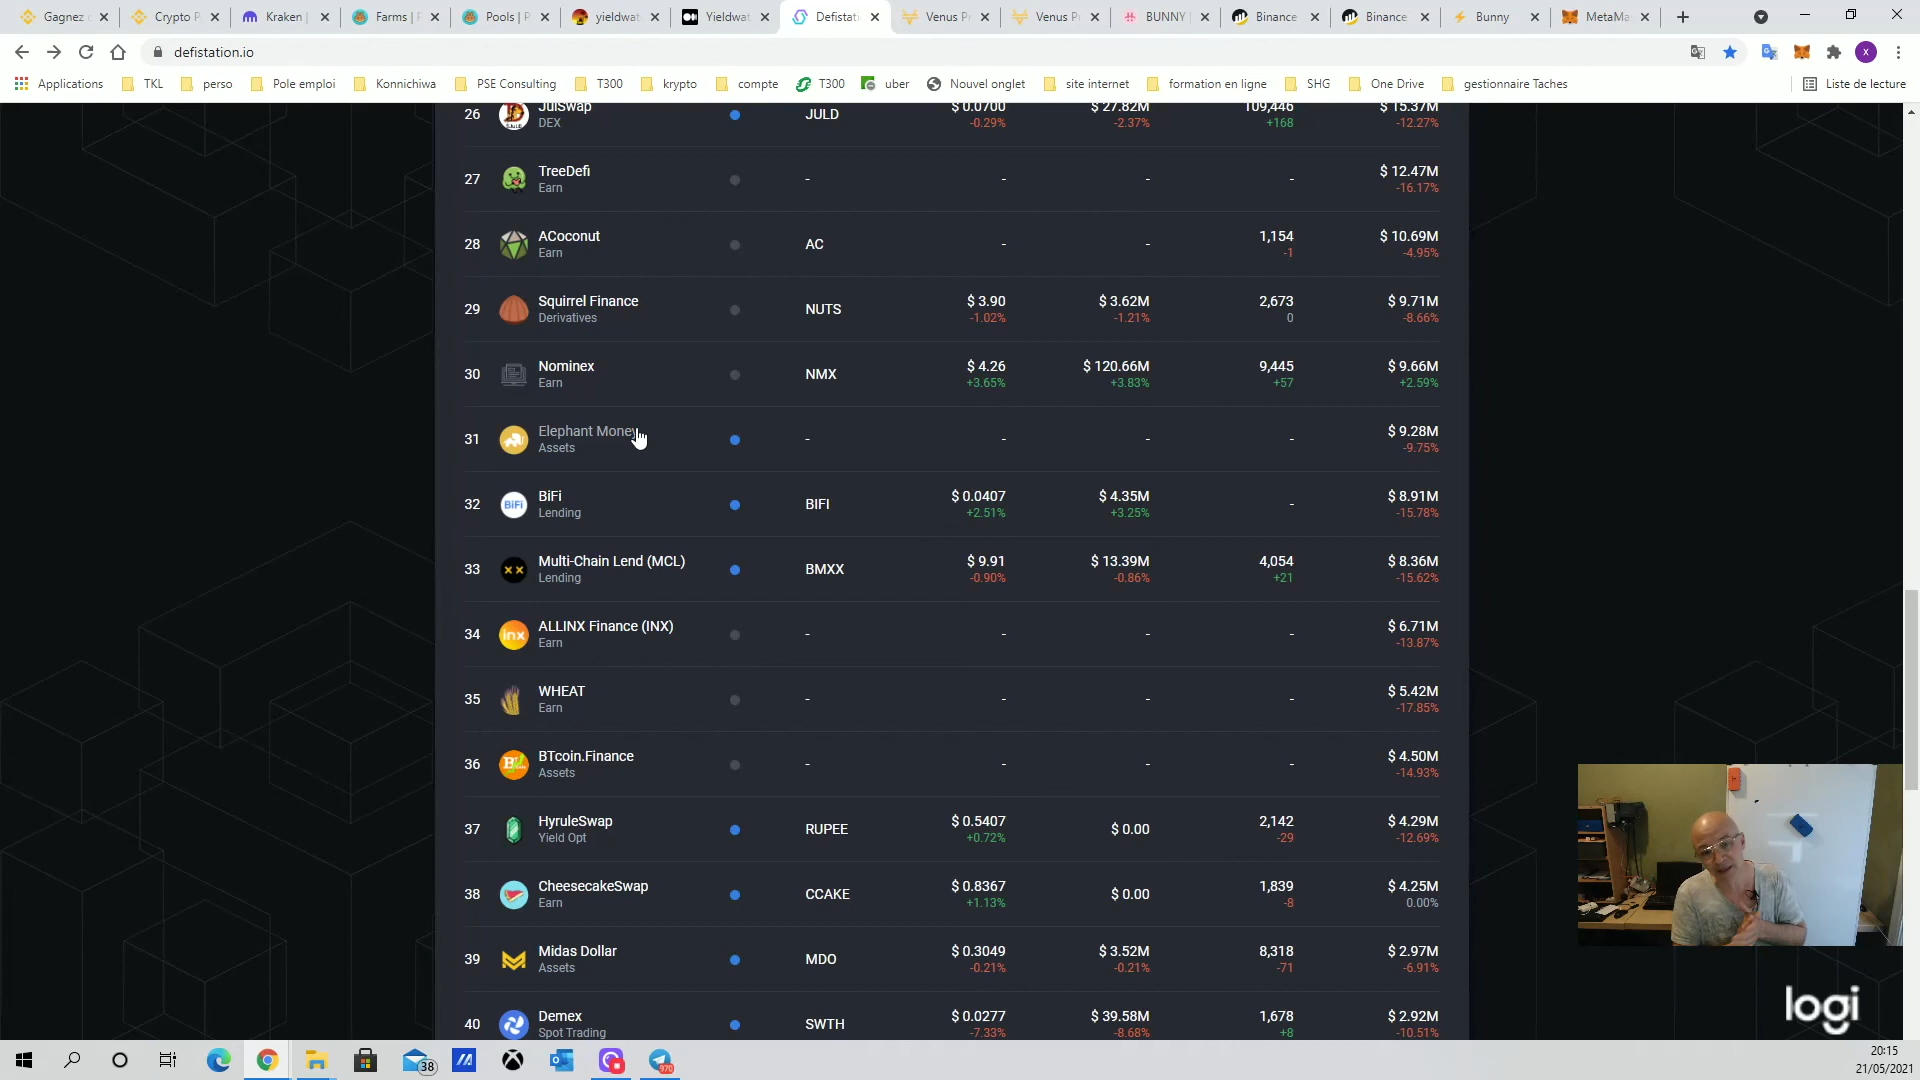 Gagnez
Crypto P
Kraken |
Farms | F
Pools | P
yieldwat
Yieldwat
Defistati
Venus Pr
Venus Pr
BUNNY
Binance
Binance
Bunny
MetaMa
defistation.io
X
Applications
TKL
perso
Pole emploi
Konnichiwa
PSE Consulting
T300
krypto
compte
T300
uber
Nouvel onglet
site internet
formation en ligne
SHG
One Drive
gestionnaire Taches
Liste de lecture
26 JulSwap JULD $ 0.0700 $ 27.82M 109,446 $ 15.37M
DEX -0.29% -2.37% +168 -12.27%
27 TreeDefi - - - - $ 12.47M
Earn -16.17%
28 ACoconut AC - - 1,154 $ 10.69M
Earn -1 -4.95%
29 Squirrel Finance NUTS $ 3.90 $ 3.62M 2,673 $ 9.71M
Derivatives -1.02% -1.21% 0 -8.66%
30 Nominex NMX $ 4.26 $ 120.66M 9,445 $ 9.66M
Earn +3.65% +3.83% +57 +2.59%
31 Elephant Money - - - - $ 9.28M
Assets -9.75%
32 BiFi BiFi BIFI $ 0.0407 $ 4.35M - $ 8.91M
Lending +2.51% +3.25% -15.78%
33 Multi-Chain Lend (MCL) BMXX $ 9.91 $ 13.39M 4,054 $ 8.36M
Lending -0.90% -0.86% +21 -15.62%
34 inx ALLINX Finance (INX) - - - - $ 6.71M
Earn -13.87%
35 WHEAT - - - - $ 5.42M
Earn -17.85%
36 BTcoin.Finance - - - - $ 4.50M
Assets -14.93%
37 HyruleSwap RUPEE $ 0.5407 $ 0.00 2,142 $ 4.29M
Yield Opt +0.72% -29 -12.69%
38 CheesecakeSwap CCAKE $ 0.8367 $ 0.00 1,839 $ 4.25M
Earn +1.13% -8 0.00%
39 Midas Dollar MDO $ 0.3049 $ 3.52M 8,318 $ 2.97M
Assets -0.21% -0.21% -71 -6.91%
40 Demex SWTH $ 0.0277 $ 39.58M 1,678 $ 2.92M
Spot Trading -7.33% -8.68% +8 -10.51%
logi
38
970
20:15
21/05/2021